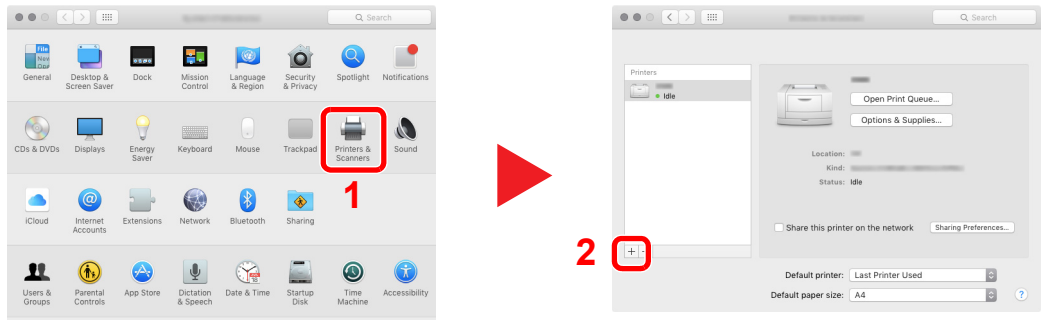 Search
General
Desktop &
Screen Saver
Dock
Mission
Control
Language
& Region
Security
& Privacy
Spotlight
Notifications
CDs & DVDs
Displays
Energy
Saver
Keyboard
Mouse
Trackpad
Printers &
Scanners
Sound
1
iCloud
Internet
Accounts
Extensions
Network
Bluetooth
Sharing
Users &
Groups
Parental
Controls
App Store
Dictation
& Speech
Date & Time
Startup
Disk
Time
Machine
Accessibility
Search
Printers
Idle
Open Print Queue...
Options & Supplies...
Location:
Kind:
Status: Idle
Share this printer on the network
Sharing Preferences...
2
+ -
Default printer: Last Printer Used
Default paper size: A4
?